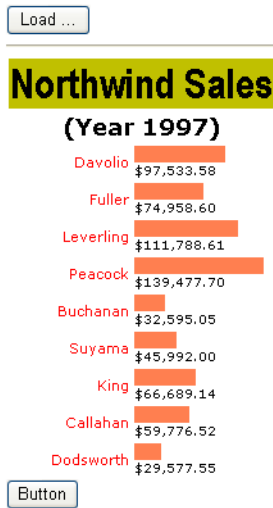 Load ...
Northwind Sales
(Year 1997)
Davolio
$97,533.58
Fuller
$74,958.60
Leverling
$111,788.61
Peacock
$139,477.70
Buchanan
$32,595.05
Suyama
$45,992.00
King
$66,689.14
Callahan
$59,776.52
Dodsworth
$29,577.55
Button